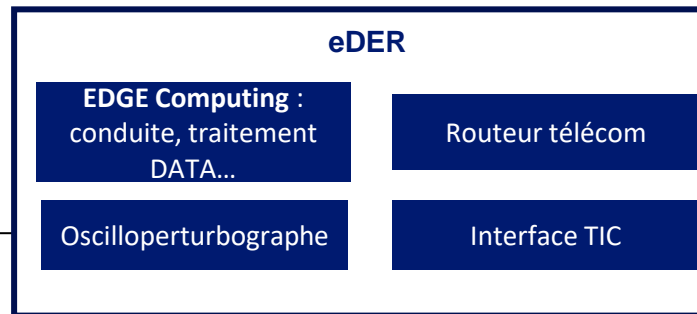 eDER
EDGE Computing :
conduite, traitement
DATA…
Routeur télécom
Oscilloperturbographe
Interface TIC